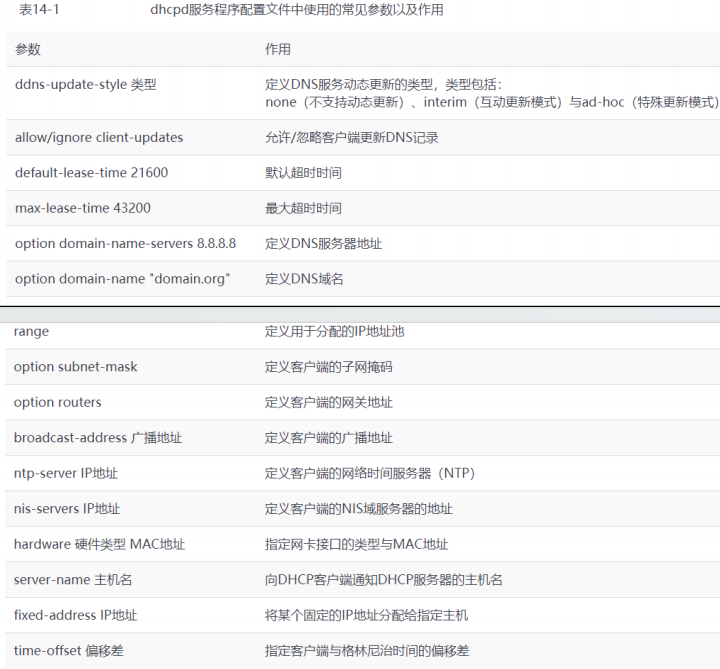 表14-1 dhcpd服务程序配置文件中使用的常见参数以及作用
参数 作用
ddns-update-style 类型 定义DNS服务动态更新的类型，类型包括：
none（不支持动态更新）、interim（互动更新模式）与ad-hoc（特殊更新模式）
allow/ignore client-updates 允许/忽略客户端更新DNS记录
default-lease-time 21600 默认超时时间
max-lease-time 43200 最大超时时间
option domain-name-servers 8.8.8.8 定义DNS服务器地址
option domain-name "domain.org" 定义DNS域名
range 定义用于分配的IP地址池
option subnet-mask 定义客户端的子网掩码
option routers 定义客户端的网关地址
broadcast-address 广播地址 定义客户端的广播地址
ntp-server IP地址 定义客户端的网络时间服务器（NTP）
nis-servers IP地址 定义客户端的NIS域服务器的地址
hardware 硬件类型 MAC地址 指定网卡接口的类型与MAC地址
server-name 主机名 向DHCP客户端通知DHCP服务器的主机名
fixed-address IP地址 将某个固定的IP地址分配给指定主机
time-offset 偏移差 指定客户端与格林尼治时间的偏移差